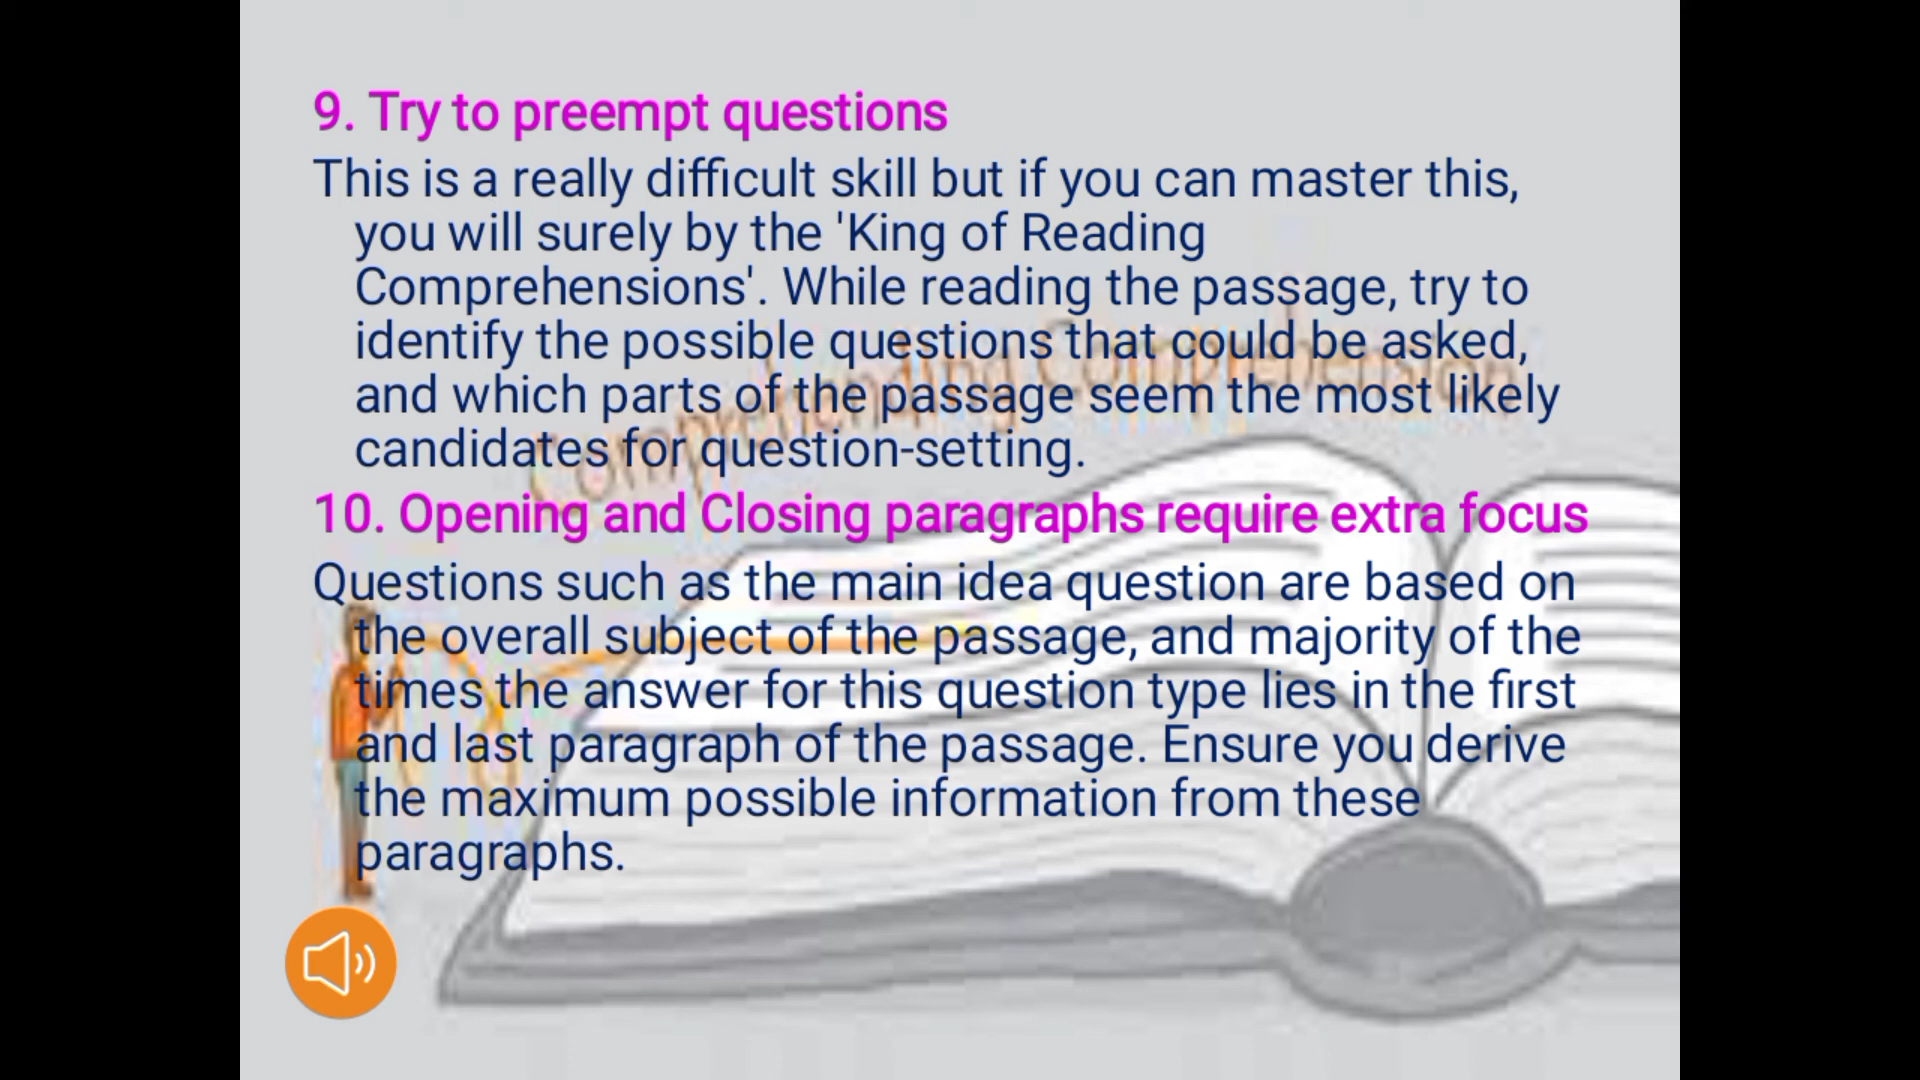 9. Try to preempt questions
This is a really difficult skill but if you can master this,
you will surely by the 'King of Reading
Comprehensions'. While reading the passage, try to
identify the possible questions that could be asked,
and which parts of the passage seem the most likely
candidates for question-setting.
Comprehending Comprehension
10. Opening and Closing paragraphs require extra focus
Questions such as the main idea question are based on
the overall subject of the passage, and majority of the
times the answer for this question type lies in the first
and last paragraph of the passage. Ensure you derive
the maximum possible information from these
paragraphs.